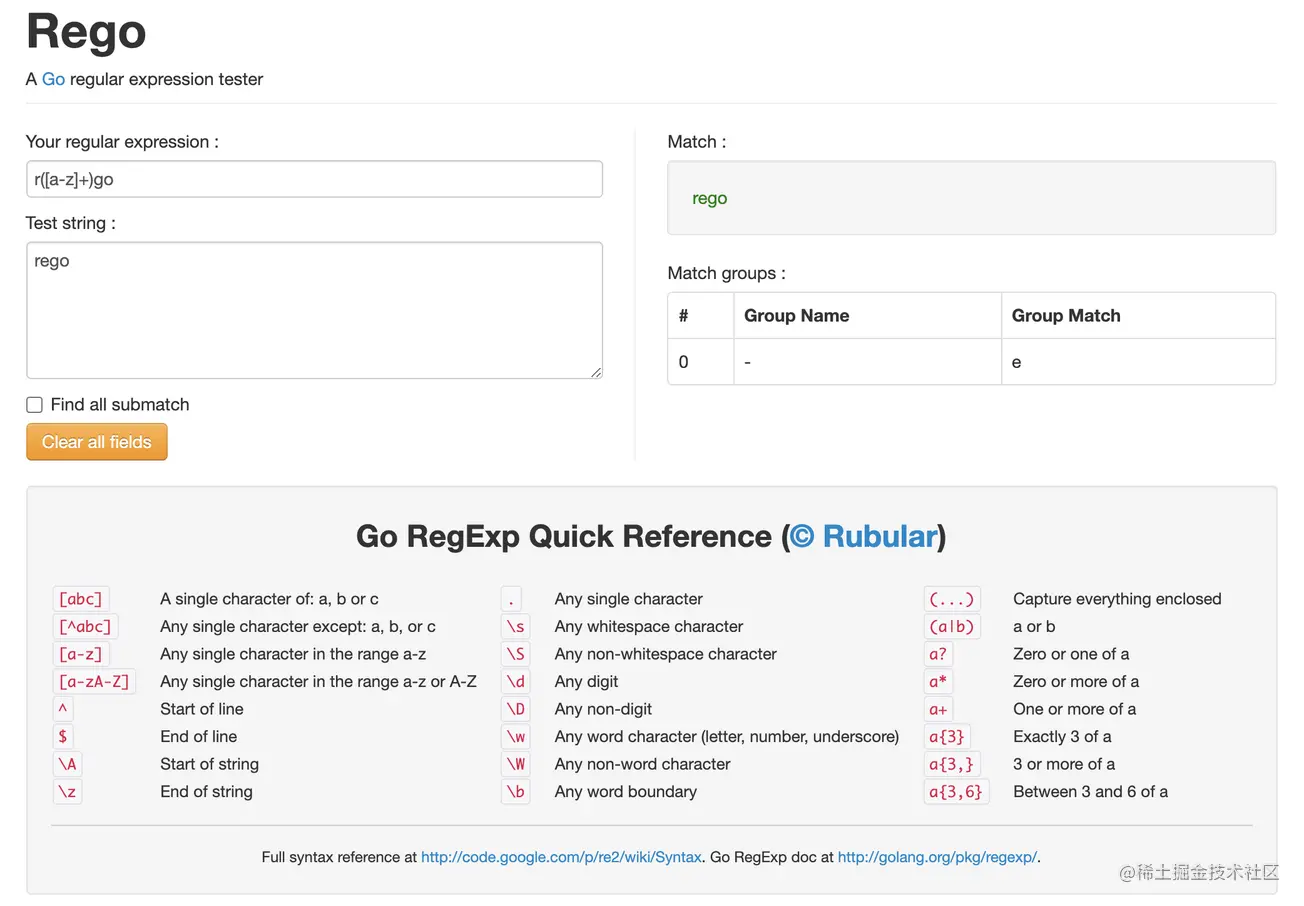 Rego
A Go regular expression tester
Your regular expression :
r([a-z]+)go
Test string :
rego
Find all submatch
Clear all fields
Match :
rego
Match groups :
# Group Name Group Match
0 - e
Go RegExp Quick Reference (© Rubular)
[abc] A single character of: a, b or c . Any single character (...) Capture everything enclosed
[^abc] Any single character except: a, b, or c \s Any whitespace character (a|b) a or b
[a-z] Any single character in the range a-z \S Any non-whitespace character a? Zero or one of a
[a-zA-Z] Any single character in the range a-z or A-Z \d Any digit a* Zero or more of a
^ Start of line \D Any non-digit a+ One or more of a
$ End of line \w Any word character (letter, number, underscore) a{3} Exactly 3 of a
\A Start of string \W Any non-word character a{3,} 3 or more of a
\z End of string \b Any word boundary a{3,6} Between 3 and 6 of a
Full syntax reference at http://code.google.com/p/re2/wiki/Syntax. Go RegExp doc at http://golang.org/pkg/regexp/.
@稀土掘金技术社区